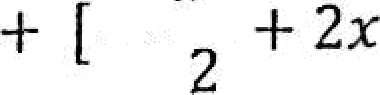 + [ 2 + 2x